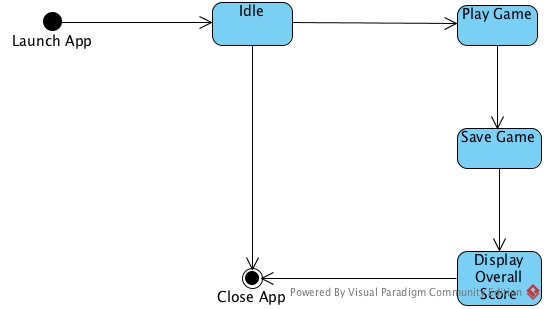 Idle
Play Game
Launch App
Save Game
Display
Overall
Score
Close App
Powered By Visual Paradigm Community Edition